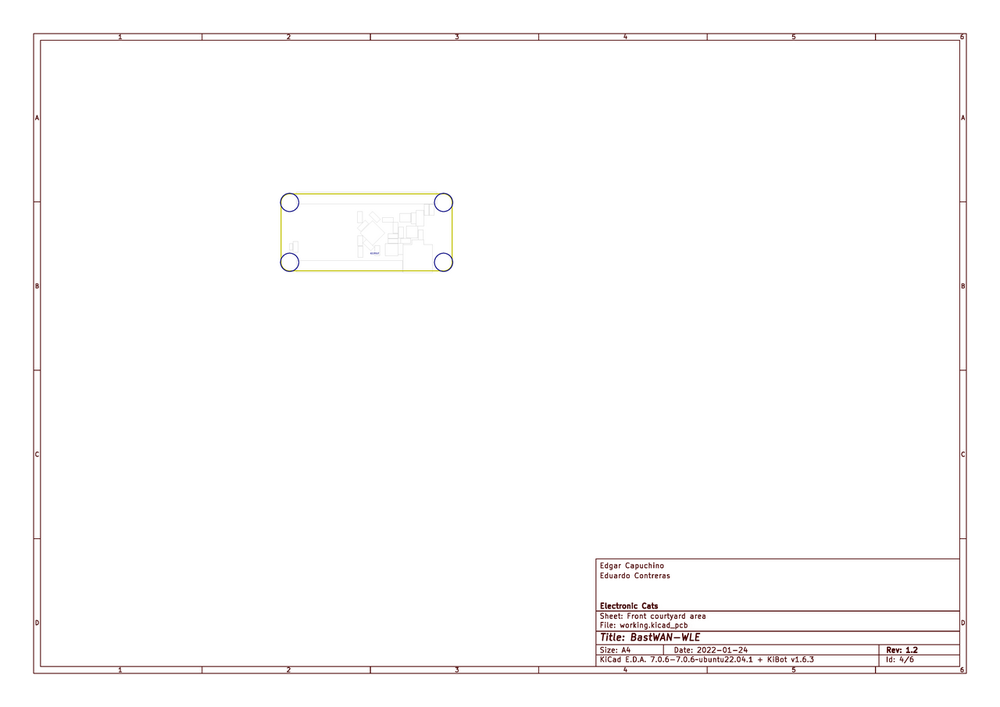 1 2 3 4 5 6
A A
B B
C C
Edgar Capuchino
Eduardo Contreras
Electronic Cats
Sheet: Front courtyard area
File: working.kicad_pcb
D D
Title: BastWAN-WLE
Size: A4 Date: 2022-01-24 Rev: 1.2
KiCad E.D.A. 7.0.6-7.0.6~ubuntu22.04.1 + KiBot v1.6.3 Id: 4/6
1 2 3 4 5 6